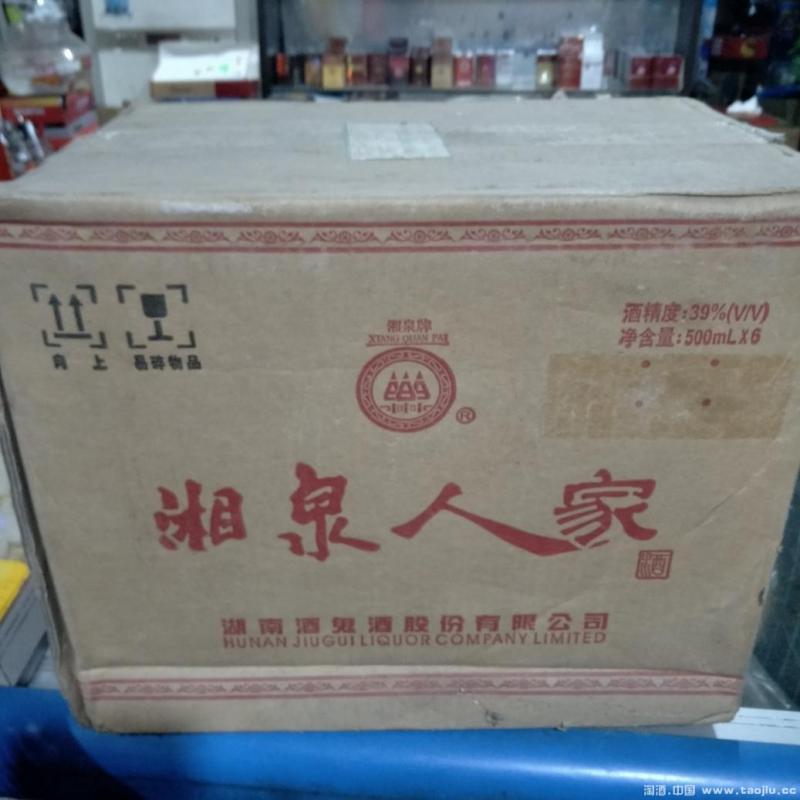 酒精度:39%(V/V)
净含量:500mLX6
向 上
易碎物品
湘泉牌
XIANG QUAN PAI
®
湘泉人家
酒
湖南酒鬼酒股份有限公司
HUNAN JIUGUI LIQUOR COMPANY LIMITED
淘酒.中国 www.taojiu.cc